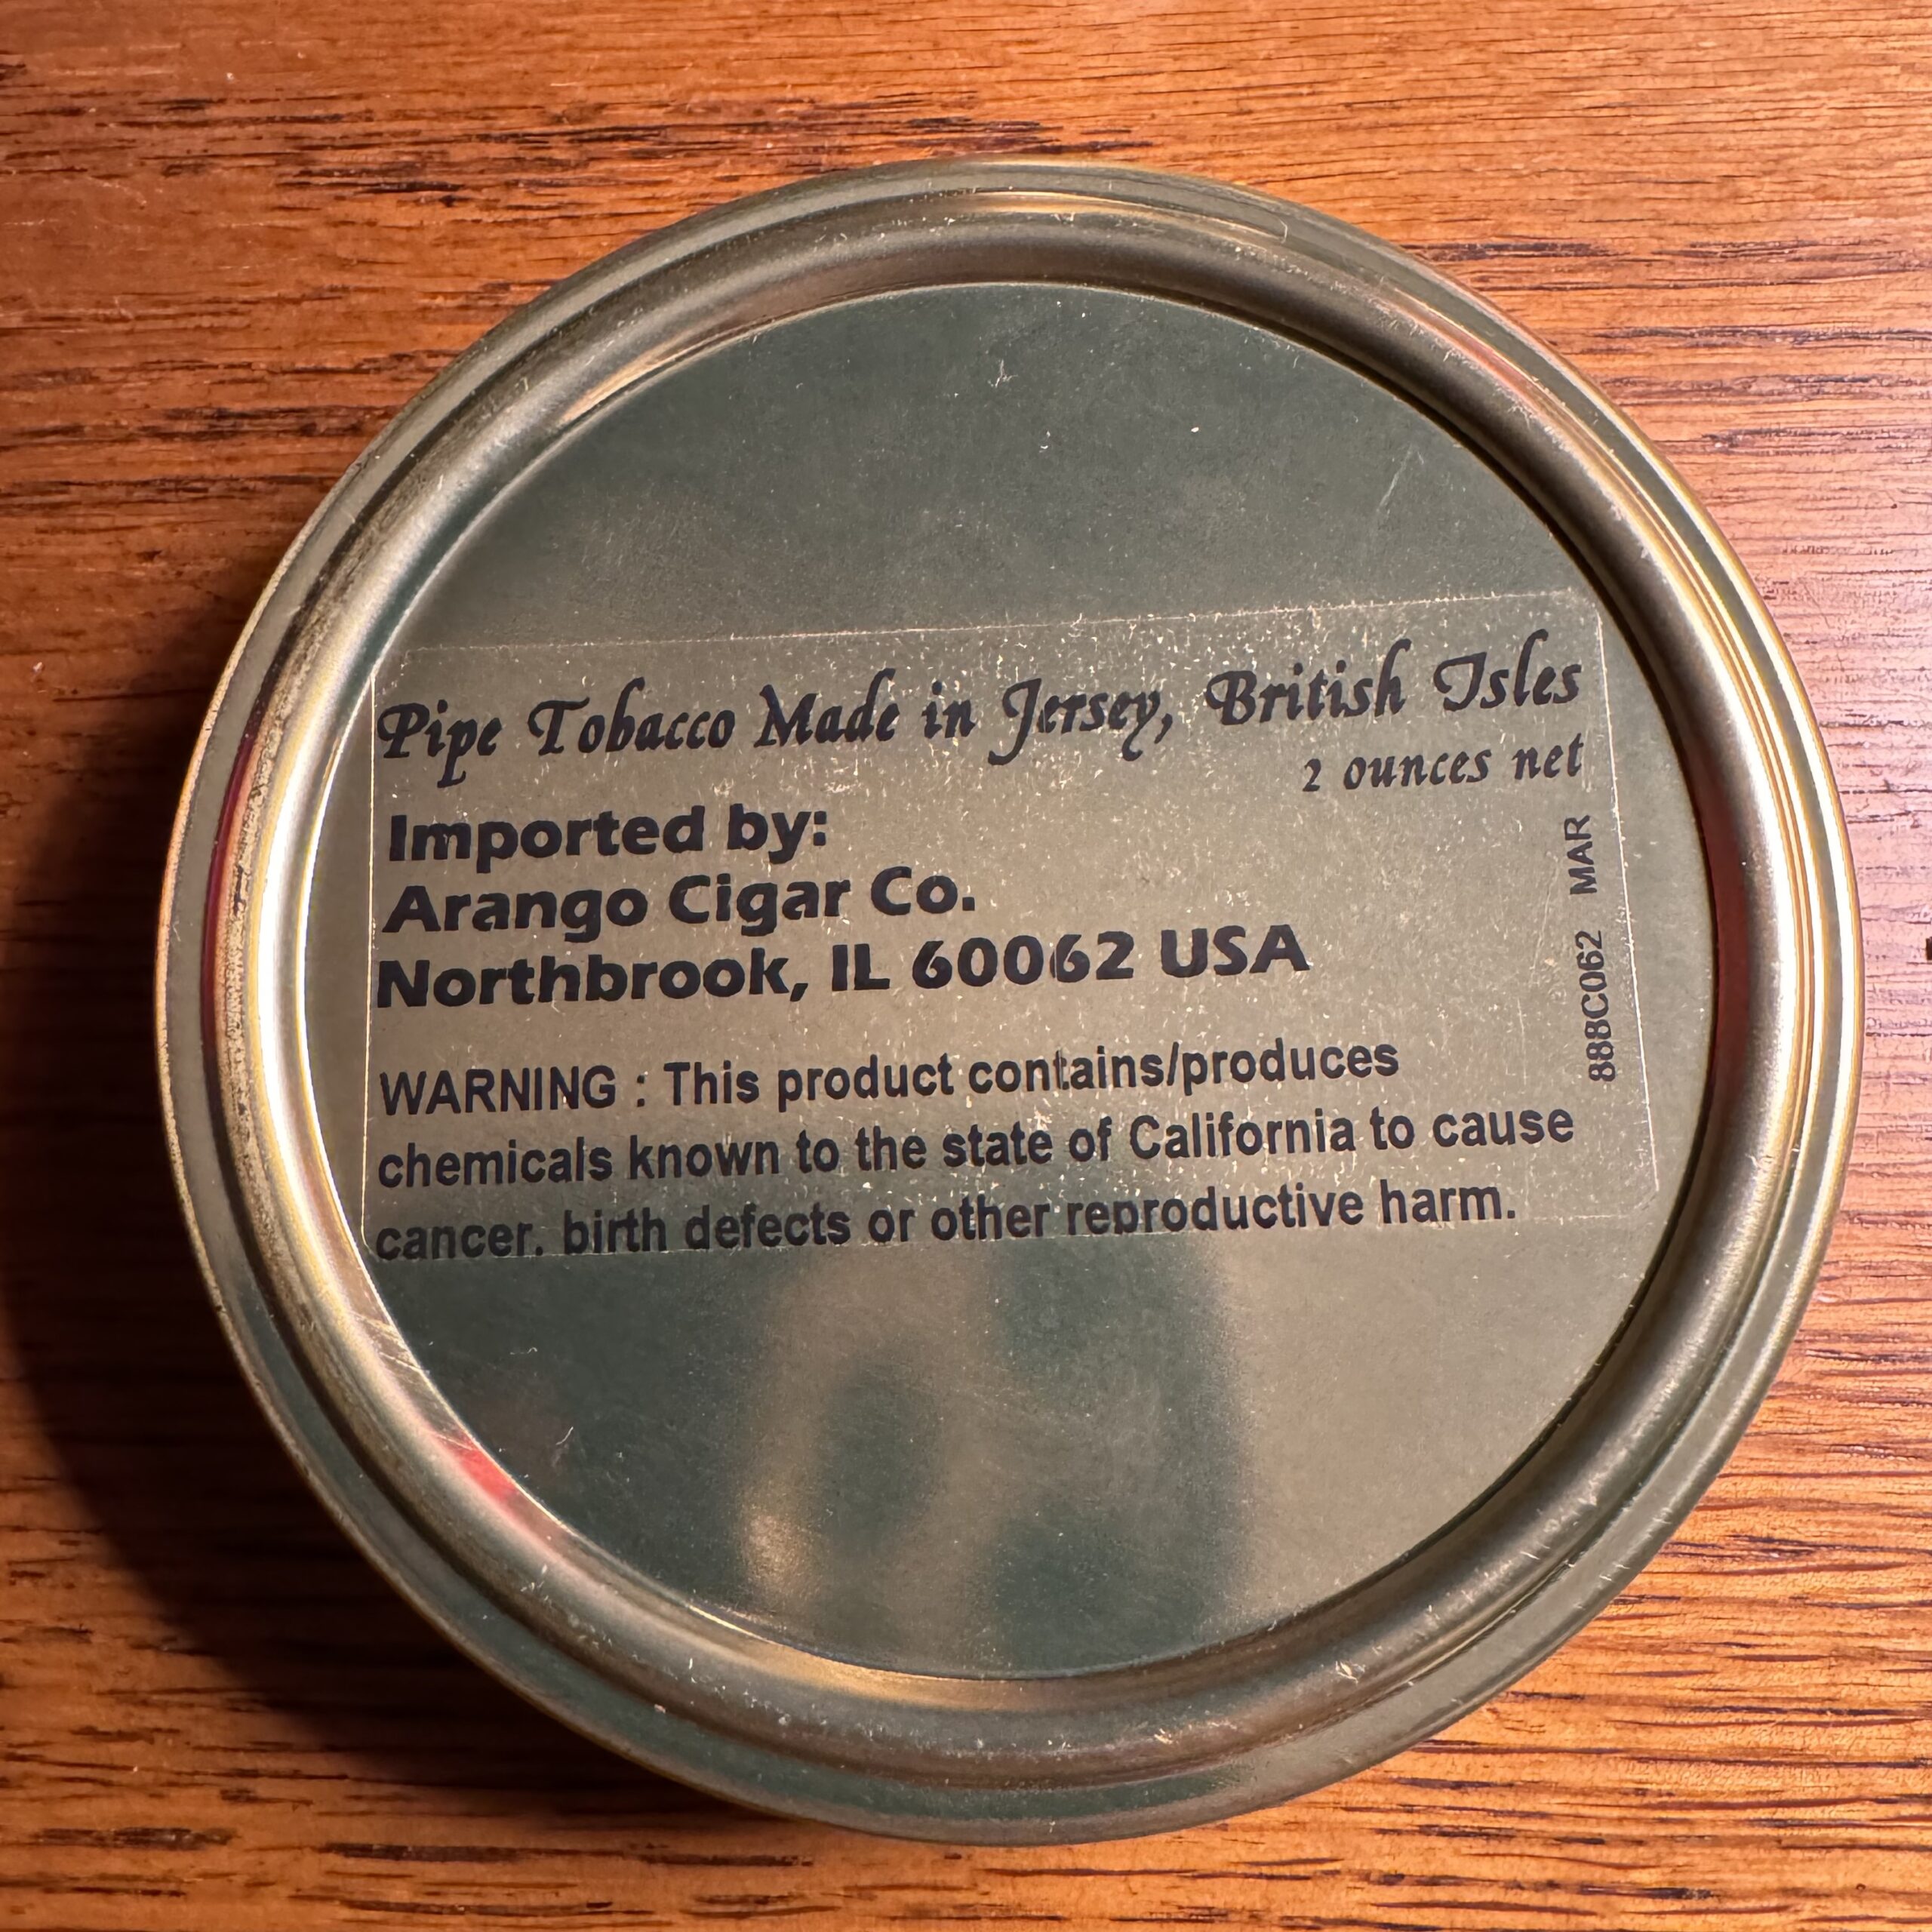 Pipe Tobacco Made in Jersey, British Isles
2 ounces net
Imported by:
Arango Cigar Co.
Northbrook, IL 60062 USA
WARNING : This product contains/produces
chemicals known to the state of California to cause
cancer, birth defects or other reproductive harm.
888C062 MAR